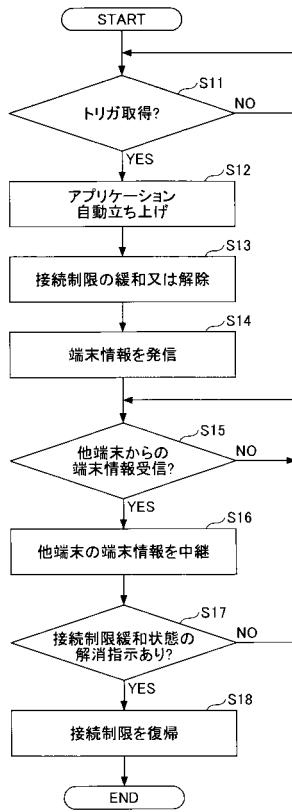 START
S11
トリガ取得?
NO
YES
S12
アプリケーション
自動立ち上げ
S13
接続制限の緩和又は解除
S14
端末情報を発信
S15
他端末からの
端末情報受信?
NO
YES
S16
他端末の端末情報を中継
S17
接続制限緩和状態の
解消指示あり?
NO
YES
S18
接続制限を復帰
END